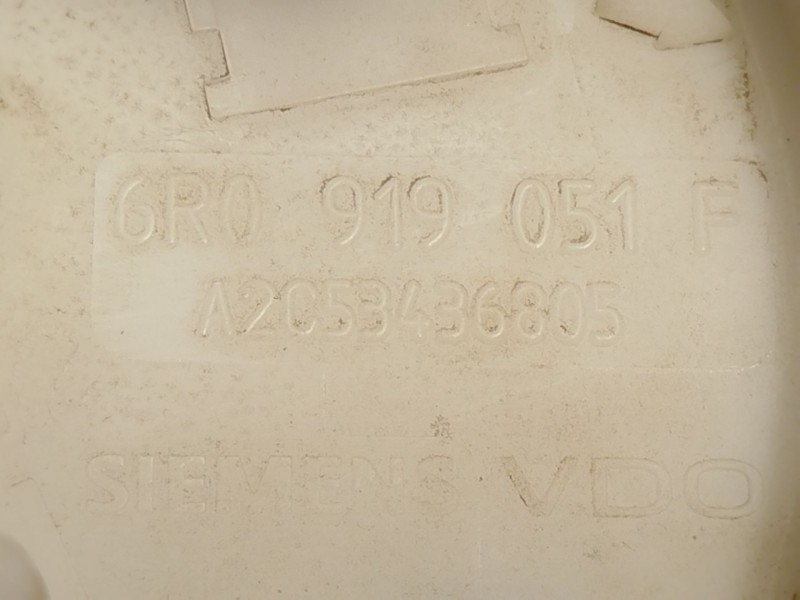 6R0 919 051 F
A2C53436805
SIEMENS VDO